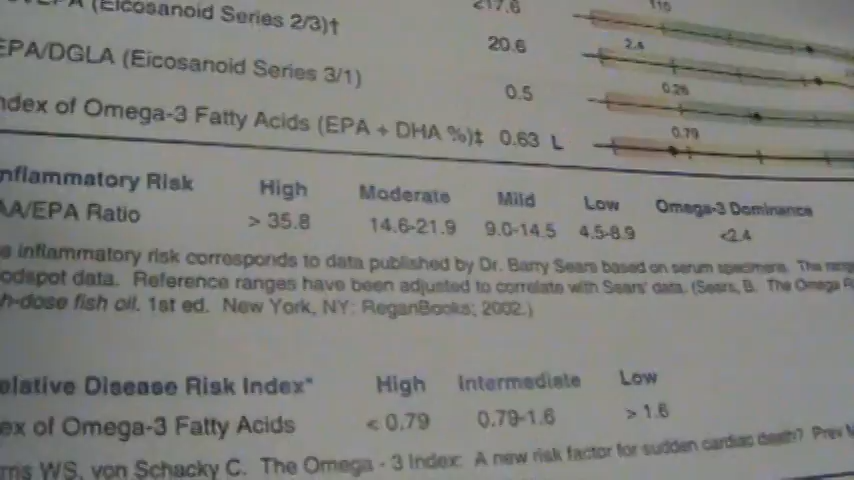 (Eicosanoid Series 2/3)† <17.6 110
EPA/DGLA (Eicosanoid Series 3/1) 20.6 2.4
0.5 0.26
Index of Omega-3 Fatty Acids (EPA + DHA %)‡ 0.63 L 0.79
Inflammatory Risk High Moderate Mild Low Omega-3 Dominance
AA/EPA Ratio > 35.8 14.6-21.9 9.0-14.5 4.5-8.9 <2.4
inflammatory risk corresponds to data published by Dr. Barry Sears based on serum specimens. The
odspot data. Reference ranges have been adjusted to correlate with Sears' data. (Sears, B. The Omega
h-dose fish oil. 1st ed. New York, NY: ReganBooks; 2002.)
elative Disease Risk Index* High Intermediate Low
ex of Omega-3 Fatty Acids < 0.79 0.79-1.6 > 1.6
WS, von Schacky C. The Omega - 3 Index: A new risk factor for sudden cardiac death? Prev